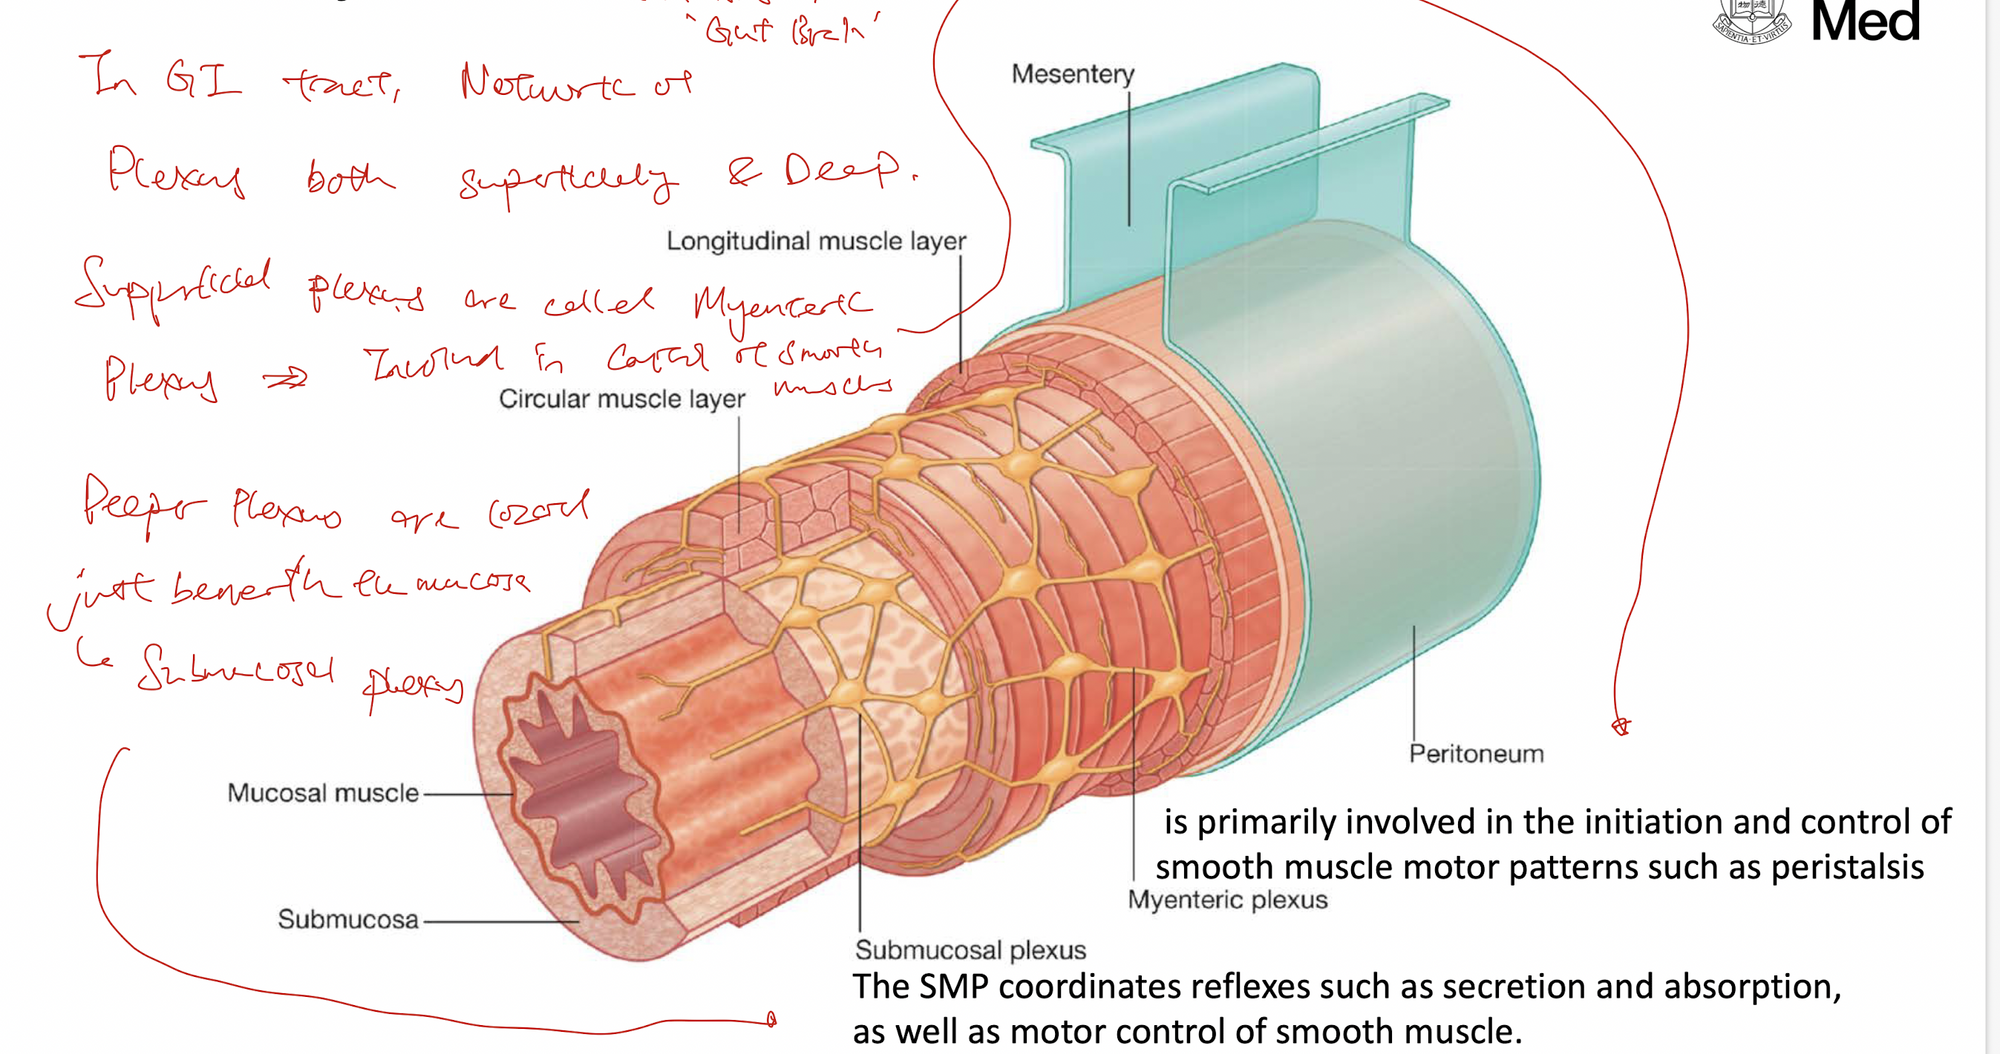 'Gut Brain'
Med
SAPIENTIA·ET·VIRTUS
In GI tract, Network of
Plexus both superficially & Deep.
Superficial plexus are called Myenteric
Plexus ⇒ Involved in Control of smooth
muscles
Deeper Plexus are located
just beneath the mucosa
↳ Submucosal plexus
Mesentery
Longitudinal muscle layer
Circular muscle layer
Mucosal muscle
Submucosa
Peritoneum
is primarily involved in the initiation and control of
smooth muscle motor patterns such as peristalsis
Myenteric plexus
Submucosal plexus
The SMP coordinates reflexes such as secretion and absorption,
as well as motor control of smooth muscle.